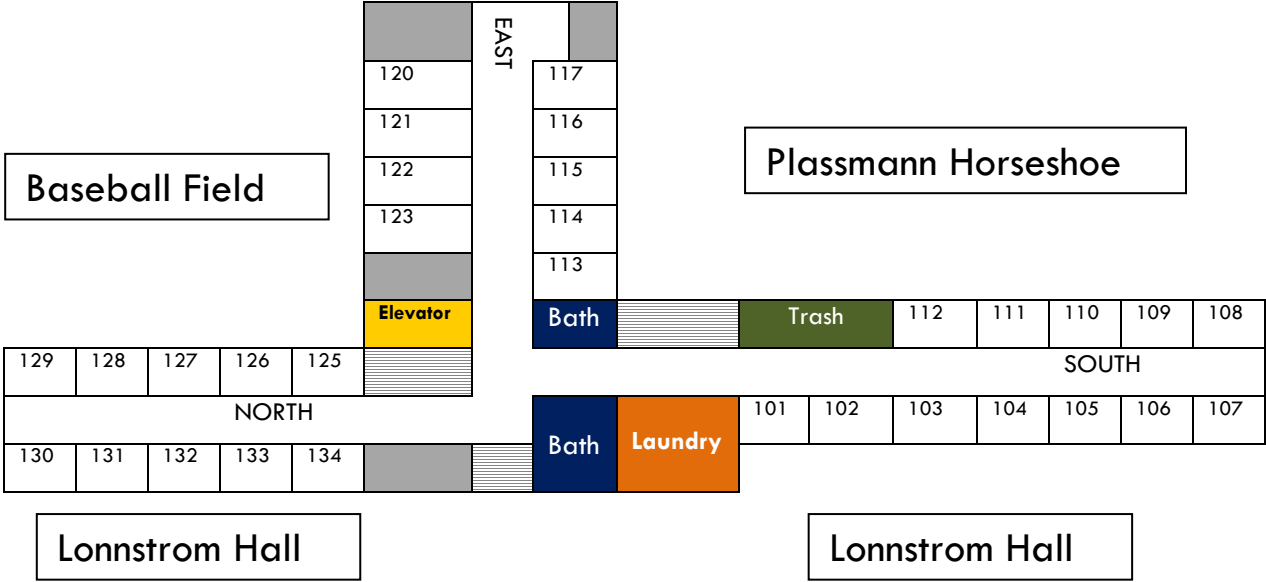 EAST
120
117
121
116
Baseball Field
Plassmann Horseshoe
122
115
123
114
113
Elevator
Bath
Trash
112
111
110
109
108
129
128
127
126
125
SOUTH
NORTH
101
102
103
104
105
106
107
Bath
Laundry
130
131
132
133
134
Lonnstrom Hall
Lonnstrom Hall